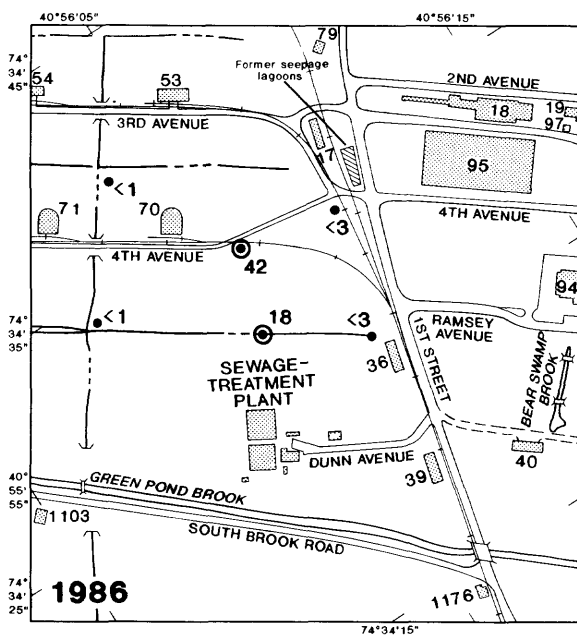 40°56'05"
40°56'15"
74°
34'
45"
79
Former seepage
lagoons
2ND AVENUE
54
53
18
19
97
3RD AVENUE
17
95
<1
71
70
<3
4TH AVENUE
4TH AVENUE
42
94
<1
18
<3
74°
34'
35"
RAMSEY
AVENUE
1ST STREET
36
SEWAGE-
TREATMENT
PLANT
BEAR SWAMP
BROOK
DUNN AVENUE
40
39
40°
55'
55"
GREEN POND BROOK
1103
SOUTH BROOK ROAD
74°
34'
25"
1986
1176
74°34'15"